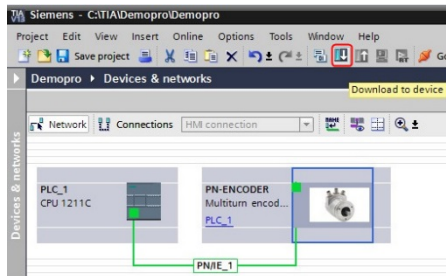 Siemens - C:\TIA\Demopro\Demopro
Project Edit View Insert Online Options Tools Window Help
Save project
Demopro Devices & networks
Download to device
Network Connections HMI connection
Devices & networks
PLC_1
CPU 1211C
PN-ENCODER
Multiturn encod...
PLC_1
PN/IE_1